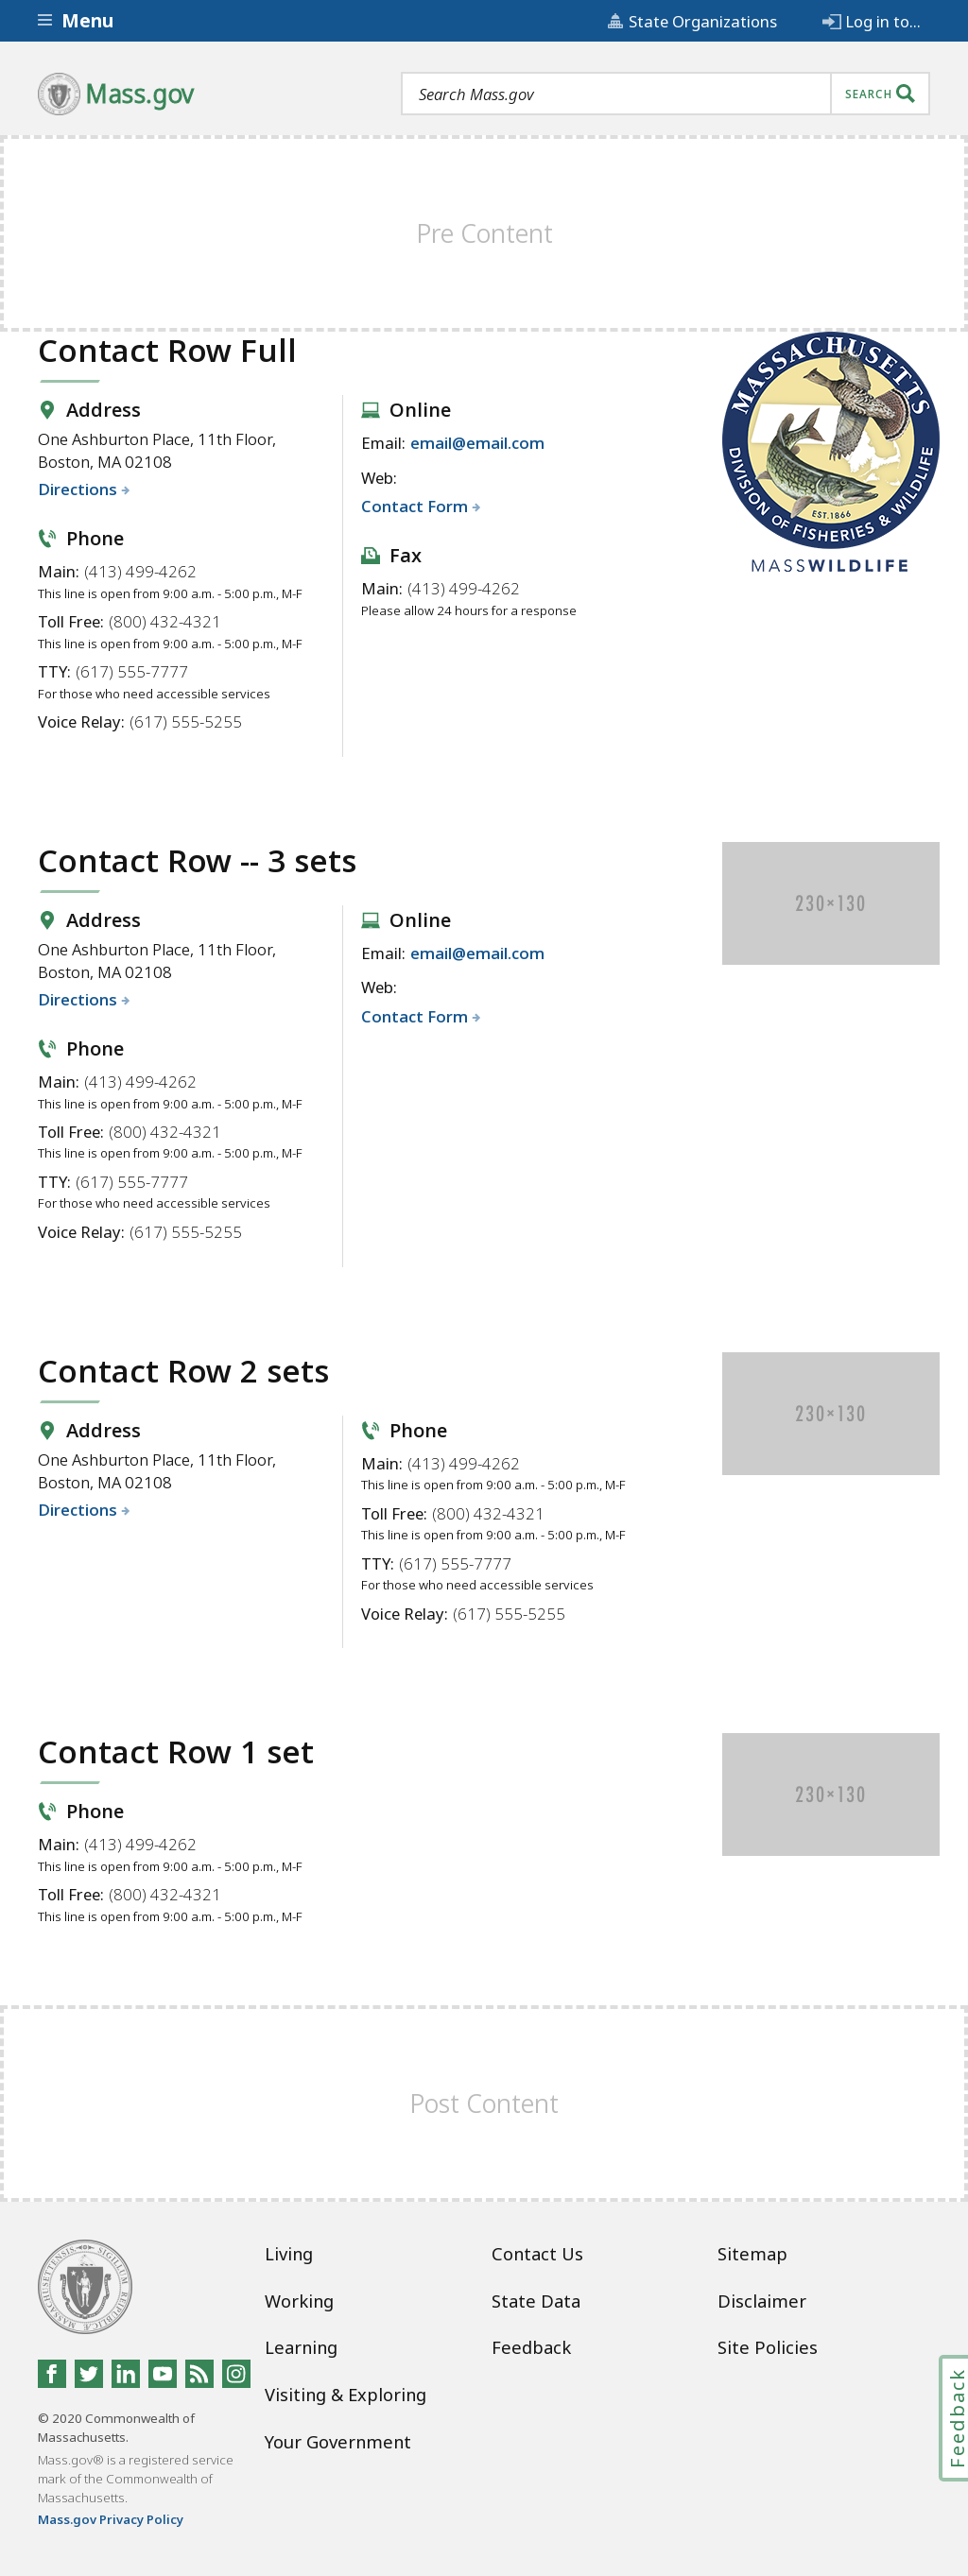 Menu
State Organizations
Log in to...
Mass.gov
Search Mass.gov
SEARCH
Pre Content
Contact Row Full
Address
One Ashburton Place, 11th Floor,
Boston, MA 02108
Directions
Phone
Main: (413) 499-4262
This line is open from 9:00 a.m. - 5:00 p.m., M-F
Toll Free: (800) 432-4321
This line is open from 9:00 a.m. - 5:00 p.m., M-F
TTY: (617) 555-7777
For those who need accessible services
Voice Relay: (617) 555-5255
Online
Email: email@email.com
Web:
Contact Form
Fax
Main: (413) 499-4262
Please allow 24 hours for a response
MASSACHUSETTS
DIVISION OF FISHERIES & WILDLIFE
EST.1866
MASSWILDLIFE
Contact Row -- 3 sets
Address
One Ashburton Place, 11th Floor,
Boston, MA 02108
Directions
Phone
Main: (413) 499-4262
This line is open from 9:00 a.m. - 5:00 p.m., M-F
Toll Free: (800) 432-4321
This line is open from 9:00 a.m. - 5:00 p.m., M-F
TTY: (617) 555-7777
For those who need accessible services
Voice Relay: (617) 555-5255
Online
Email: email@email.com
Web:
Contact Form
230×130
Contact Row 2 sets
Address
One Ashburton Place, 11th Floor,
Boston, MA 02108
Directions
Phone
Main: (413) 499-4262
This line is open from 9:00 a.m. - 5:00 p.m., M-F
Toll Free: (800) 432-4321
This line is open from 9:00 a.m. - 5:00 p.m., M-F
TTY: (617) 555-7777
For those who need accessible services
Voice Relay: (617) 555-5255
230×130
Contact Row 1 set
Phone
Main: (413) 499-4262
This line is open from 9:00 a.m. - 5:00 p.m., M-F
Toll Free: (800) 432-4321
This line is open from 9:00 a.m. - 5:00 p.m., M-F
230×130
Post Content
© 2020 Commonwealth of
Massachusetts.
Mass.gov® is a registered service
mark of the Commonwealth of
Massachusetts.
Mass.gov Privacy Policy
Living
Working
Learning
Visiting & Exploring
Your Government
Contact Us
State Data
Feedback
Sitemap
Disclaimer
Site Policies
Feedback